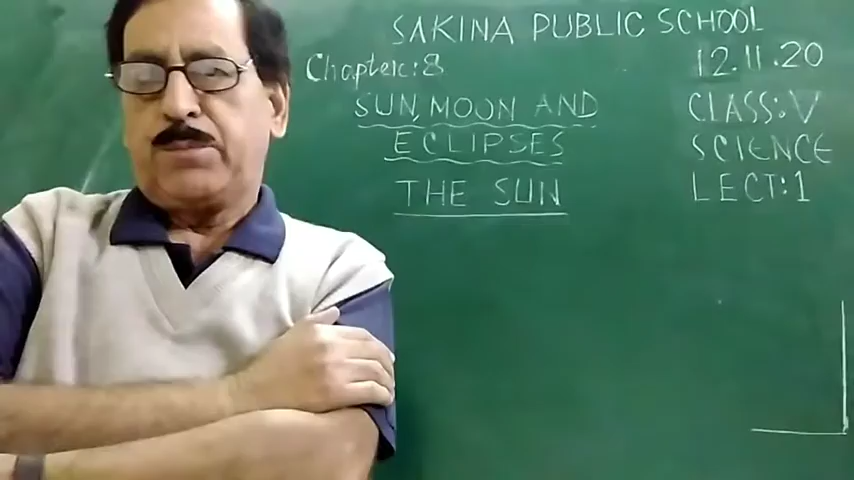 SAKINA PUBLIC SCHOOL
12.11.20
Chapter:8
SUN, MOON AND
ECLIPSES
THE SUN
CLASS:V
SCIENCE
LECT:1